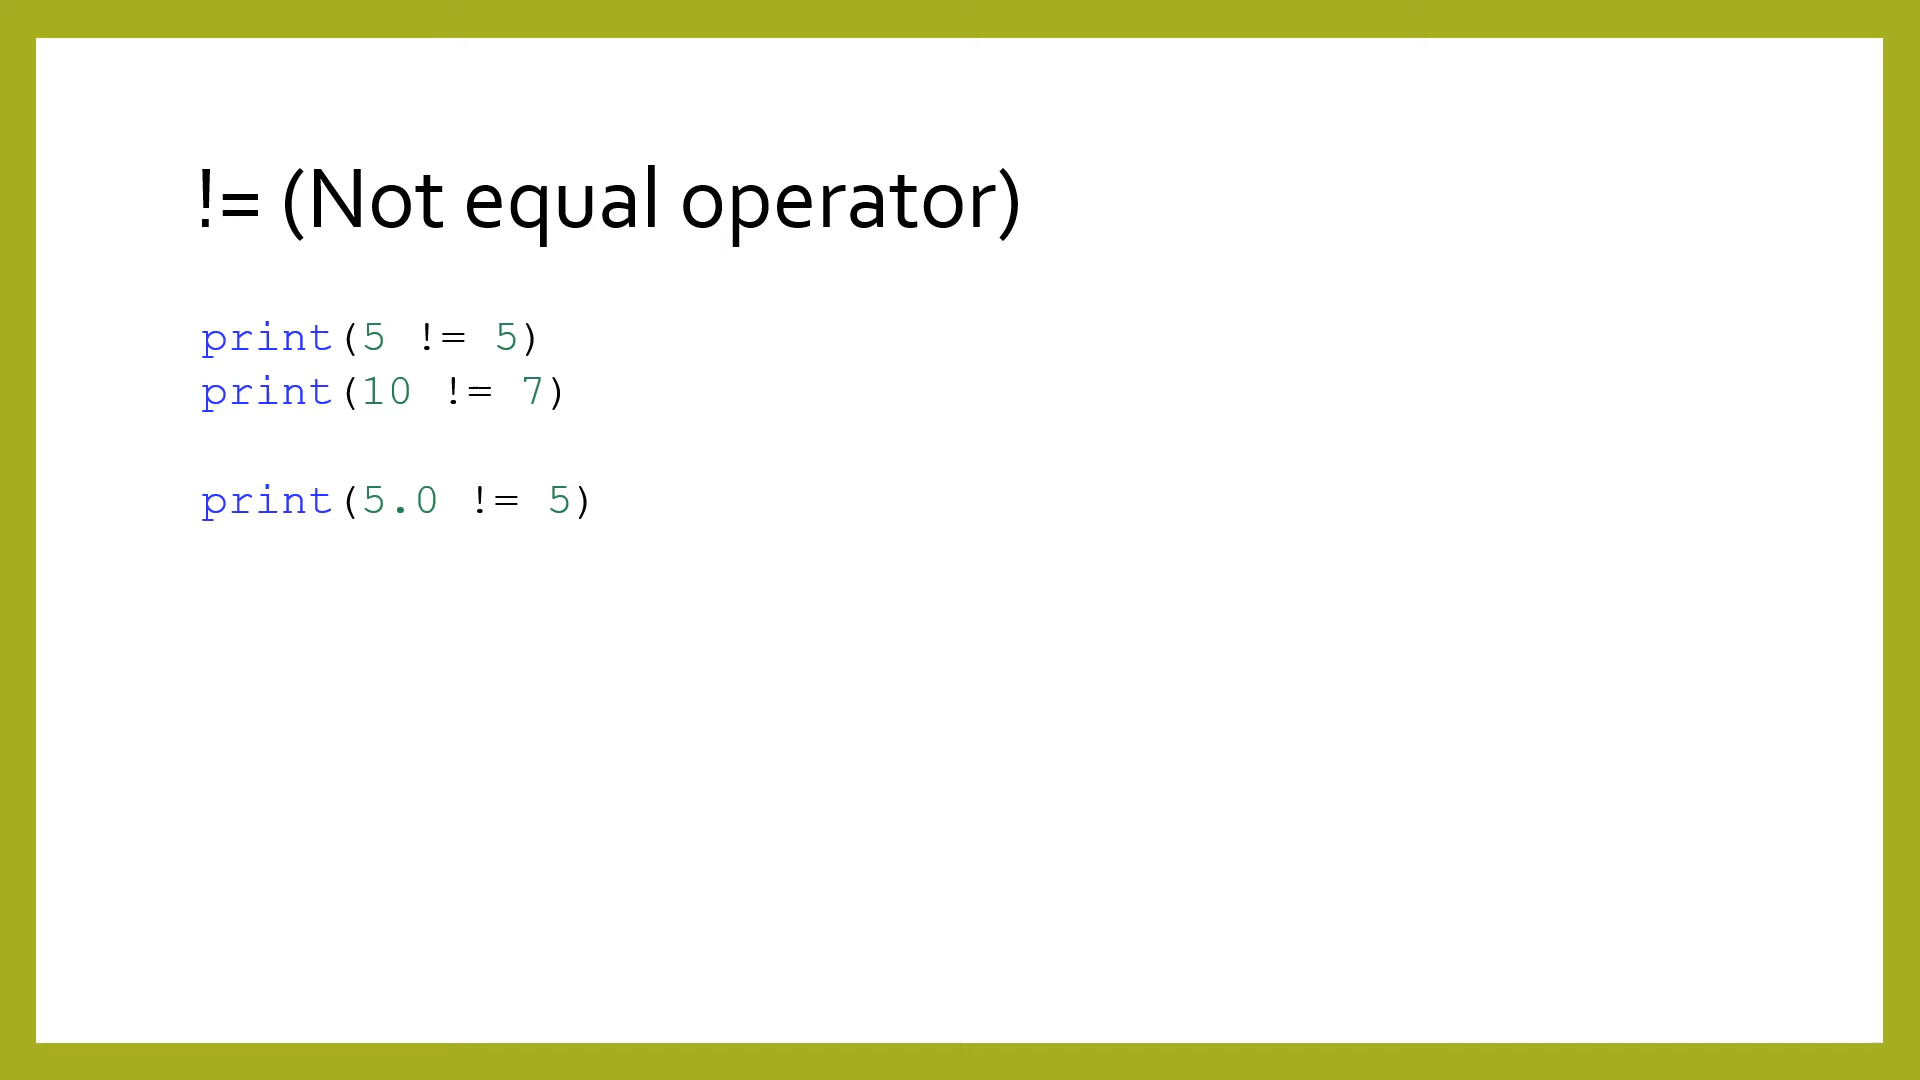 != (Not equal operator)
print(5 != 5)
print(10 != 7)
print(5.0 != 5)